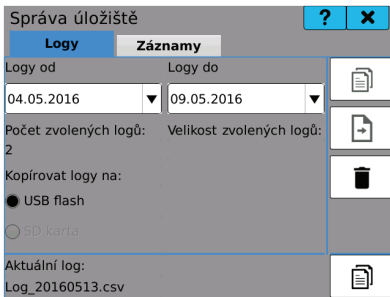 Správa úložiště ? ×
Logy Záznamy
Logy od Logy do
04.05.2016 09.05.2016
Počet zvolených logů: Velikost zvolených logů:
2
Kopírovat logy na:
USB flash
SD karta
Aktuální log:
Log_20160513.csv